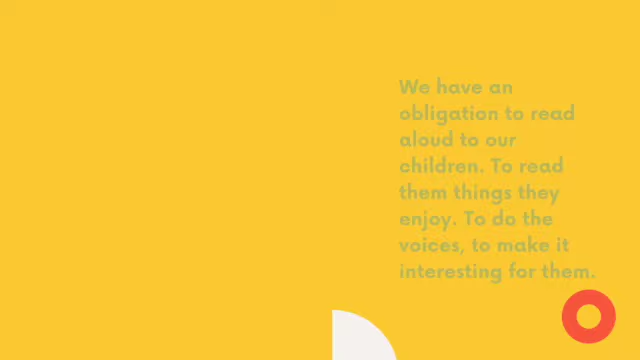 We have an
obligation to read
aloud to our
children. To read
them things they
enjoy. To do the
voices, to make it
interesting for them.